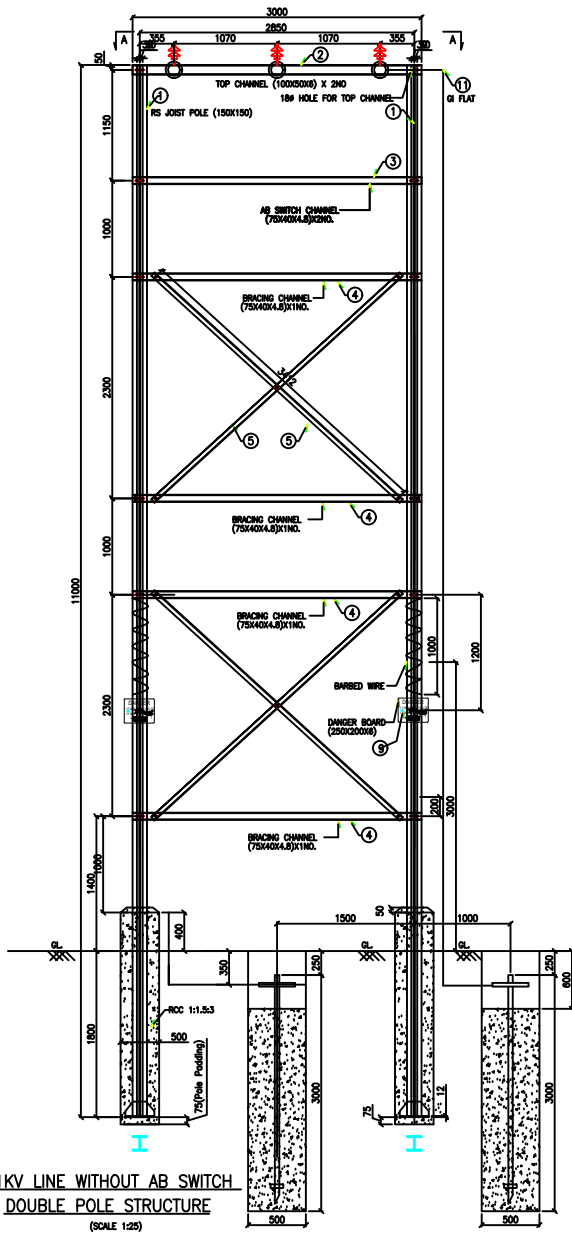 3000
2850
A
A
355
1070
1070
355
50
2
TOP CHANNEL (100X50X6) X 2NO
18ø HOLE FOR TOP CHANNEL
1
RS JOIST POLE (150X150)
1
11
GI FLAT
1150
3
AB SWITCH CHANNEL
(75X40X4.8)X2NO.
1000
BRACING CHANNEL
(75X40X4.8)X1NO.
4
2300
5
5
BRACING CHANNEL
(75X40X4.8)X1NO.
4
1000
11000
BRACING CHANNEL
(75X40X4.8)X1NO.
4
1000
1200
BARBED WIRE
2300
DANGER BOARD
(250X200X6)
9
200
3000
BRACING CHANNEL
(75X40X4.8)X1NO.
4
1400
1000
50
400
1500
1000
GL.
GL.
GL.
350
250
250
600
RCC 1:1.5:3
1800
500
75(Pole Padding)
3000
12
75
3000
500
500
KV LINE WITHOUT AB SWITCH
DOUBLE POLE STRUCTURE
(SCALE 1:25)